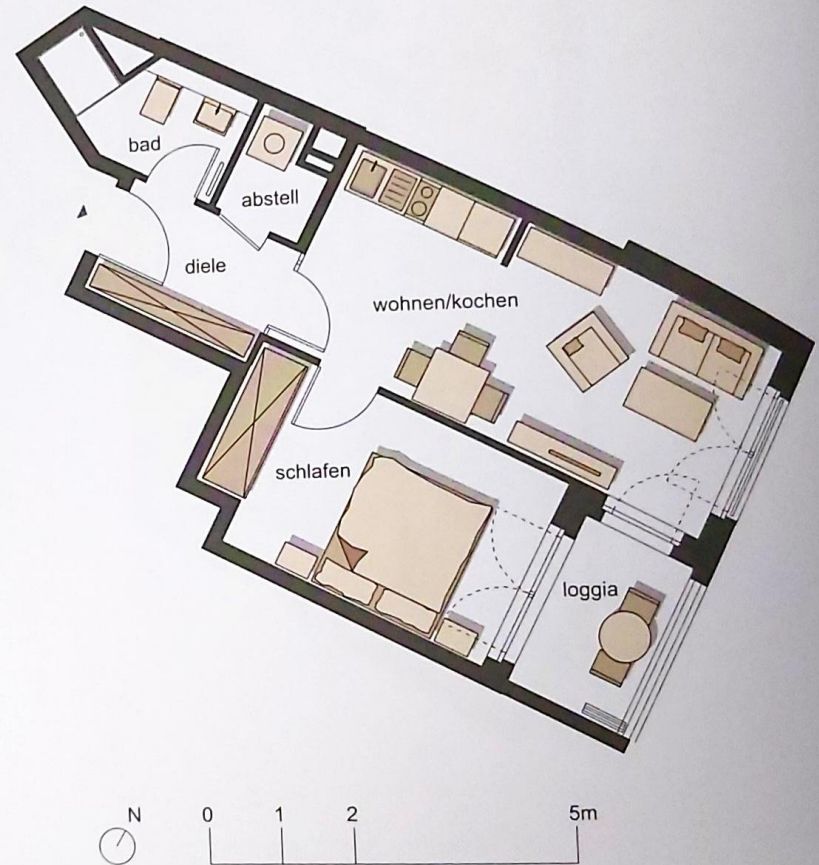 bad
abstell
diele
wohnen/kochen
schlafen
loggia
N 0 1 2 5m